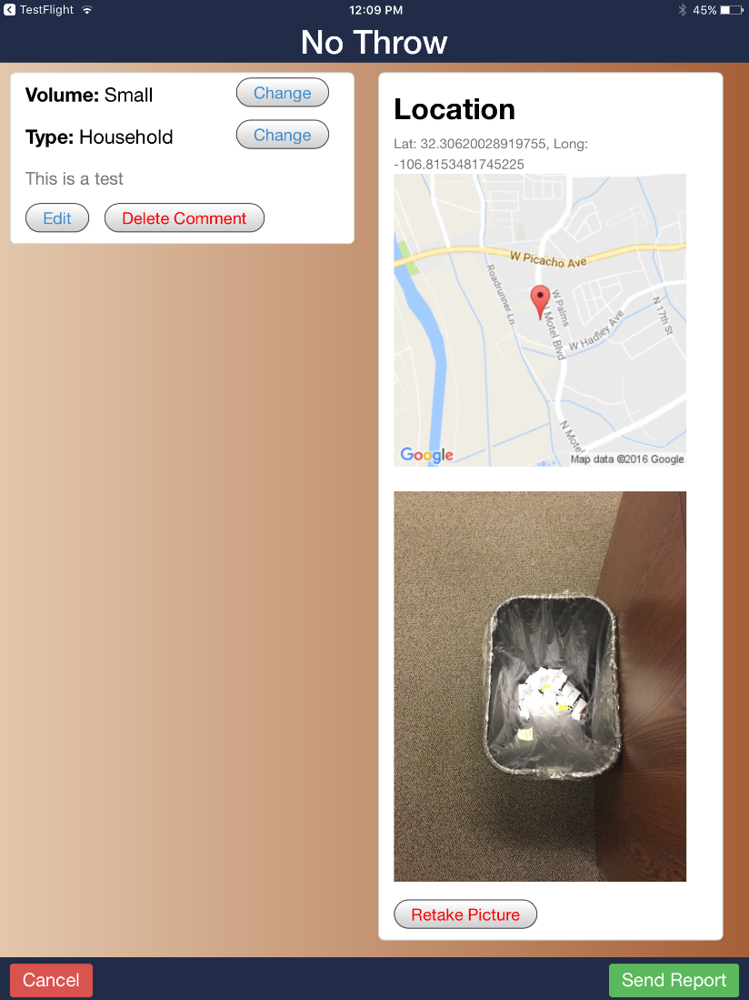 TestFlight
12:09 PM
45%
No Throw
Volume: Small
Change
Type: Household
Change
This is a test
Edit
Delete Comment
Location
Lat: 32.30620028919755, Long:
-106.8153481745225
W Picacho Ave
Roadrunner Ln
W Palms
N Motel Blvd
W Hadley Ave
N 17th St
N Motel
Google
Map data ©2016 Google
Retake Picture
Cancel
Send Report